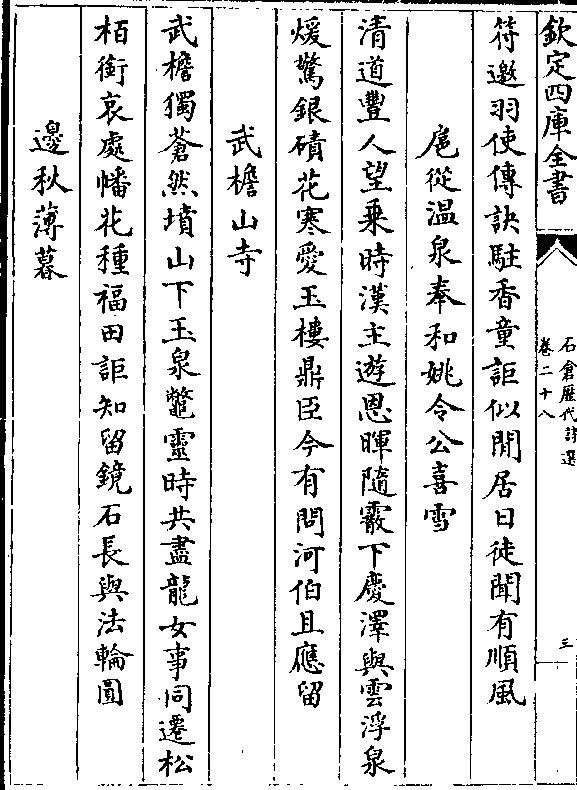 欽定四庫全書
石倉歷代詩選
卷二十八
三
符邀羽使傳訣駐香童詎似閒居日徒聞有順風
扈從溫泉奉和姚令公喜雪
清道豐人望乗時漢主遊恩暉隨霰下慶澤與雲浮泉
煖驚銀磧花寒愛玉樓鼎臣今有問河伯且應留
武檐山寺
武檐獨蒼然墳山下玉泉鼈靈時共盡龍女事同遷松
栢銜哀處幡花種福田詎知留鏡石長與法輪圓
邊秋薄暮